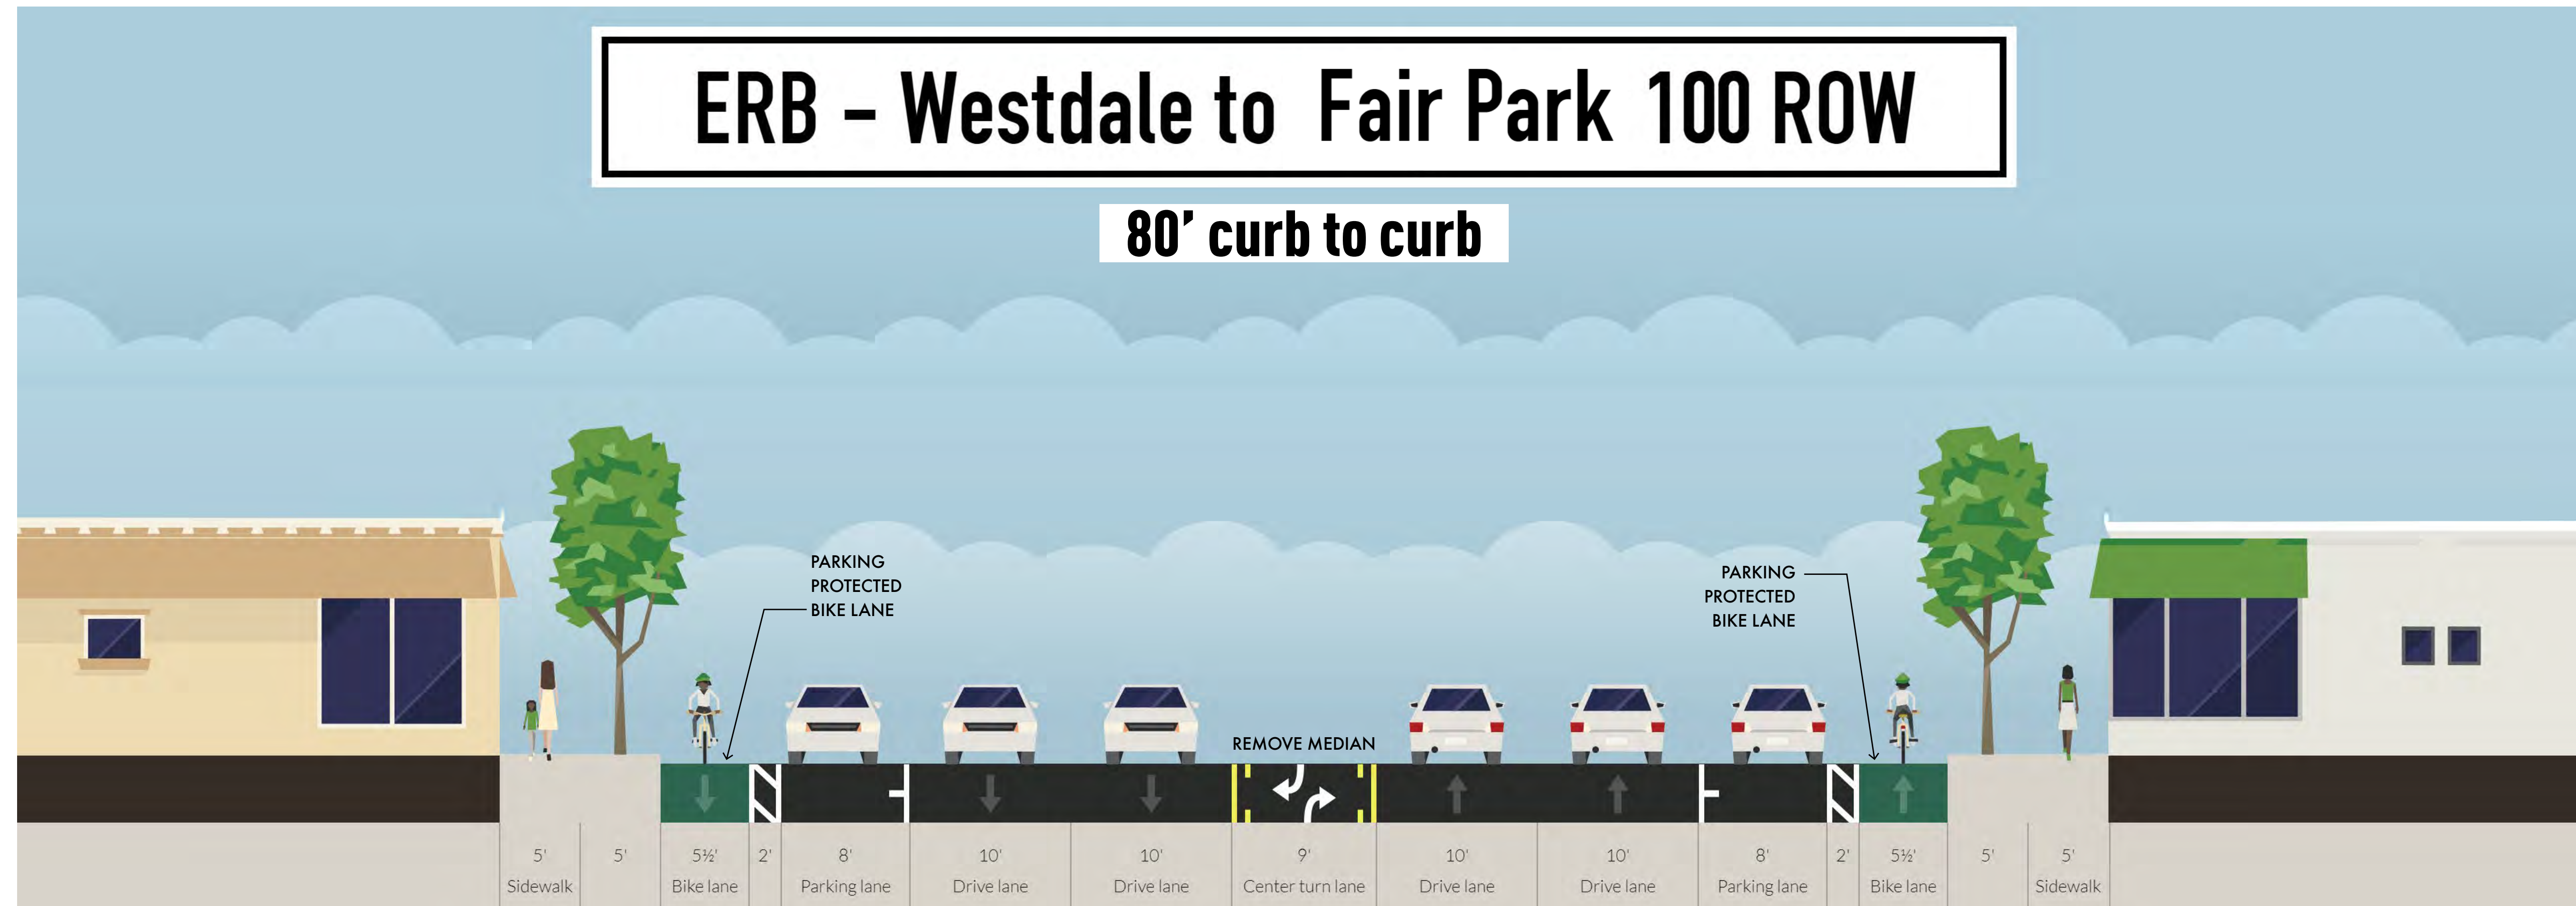 ERB - Westdale to Fair Park 100 ROW
80' curb to curb
PARKING
PROTECTED
BIKE LANE
PARKING
PROTECTED
BIKE LANE
REMOVE MEDIAN
5' 5' 5½' 2' 8' 10' 10' 9' 10' 10' 8' 2' 5½' 5' 5'
Sidewalk Bike lane Parking lane Drive lane Drive lane Center turn lane Drive lane Drive lane Parking lane Bike lane Sidewalk